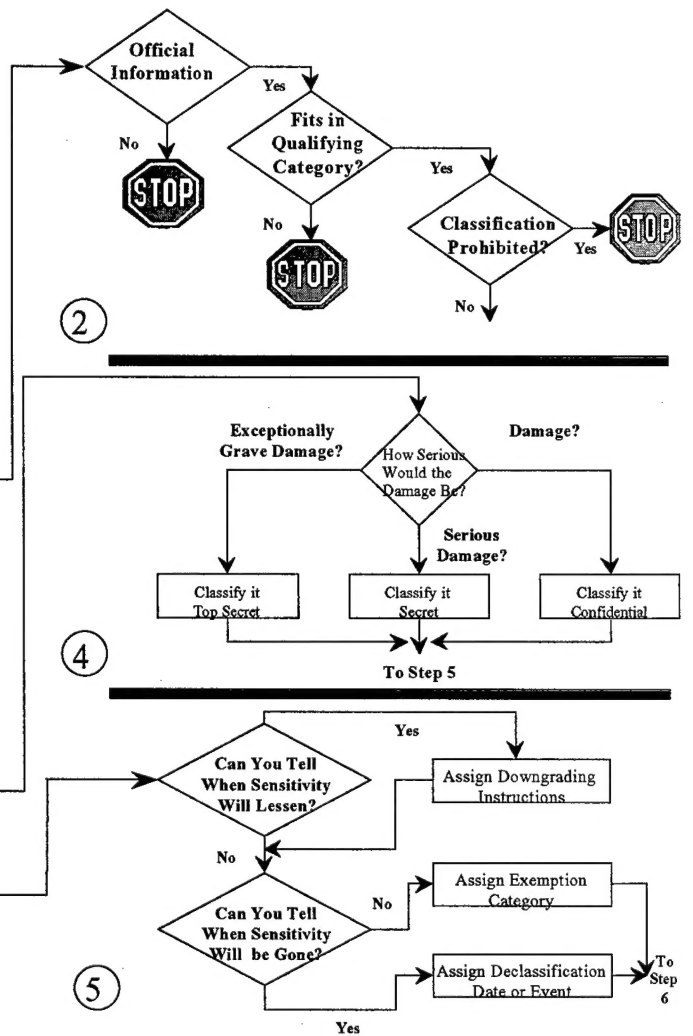 Official
Information
Yes
No
STOP
Fits in
Qualifying
Category?
Yes
No
STOP
Classification
Prohibited?
Yes
STOP
No
2
Exceptionally
Grave Damage?
Damage?
How Serious
Would the
Damage Be?
Serious
Damage?
Classify it
Top Secret
Classify it
Secret
Classify it
Confidential
4
To Step 5
Yes
Can You Tell
When Sensitivity
Will Lessen?
Assign Downgrading
Instructions
No
Can You Tell
When Sensitivity
Will be Gone?
No
Assign Exemption
Category
Assign Declassification
Date or Event
To
Step
6
5
Yes